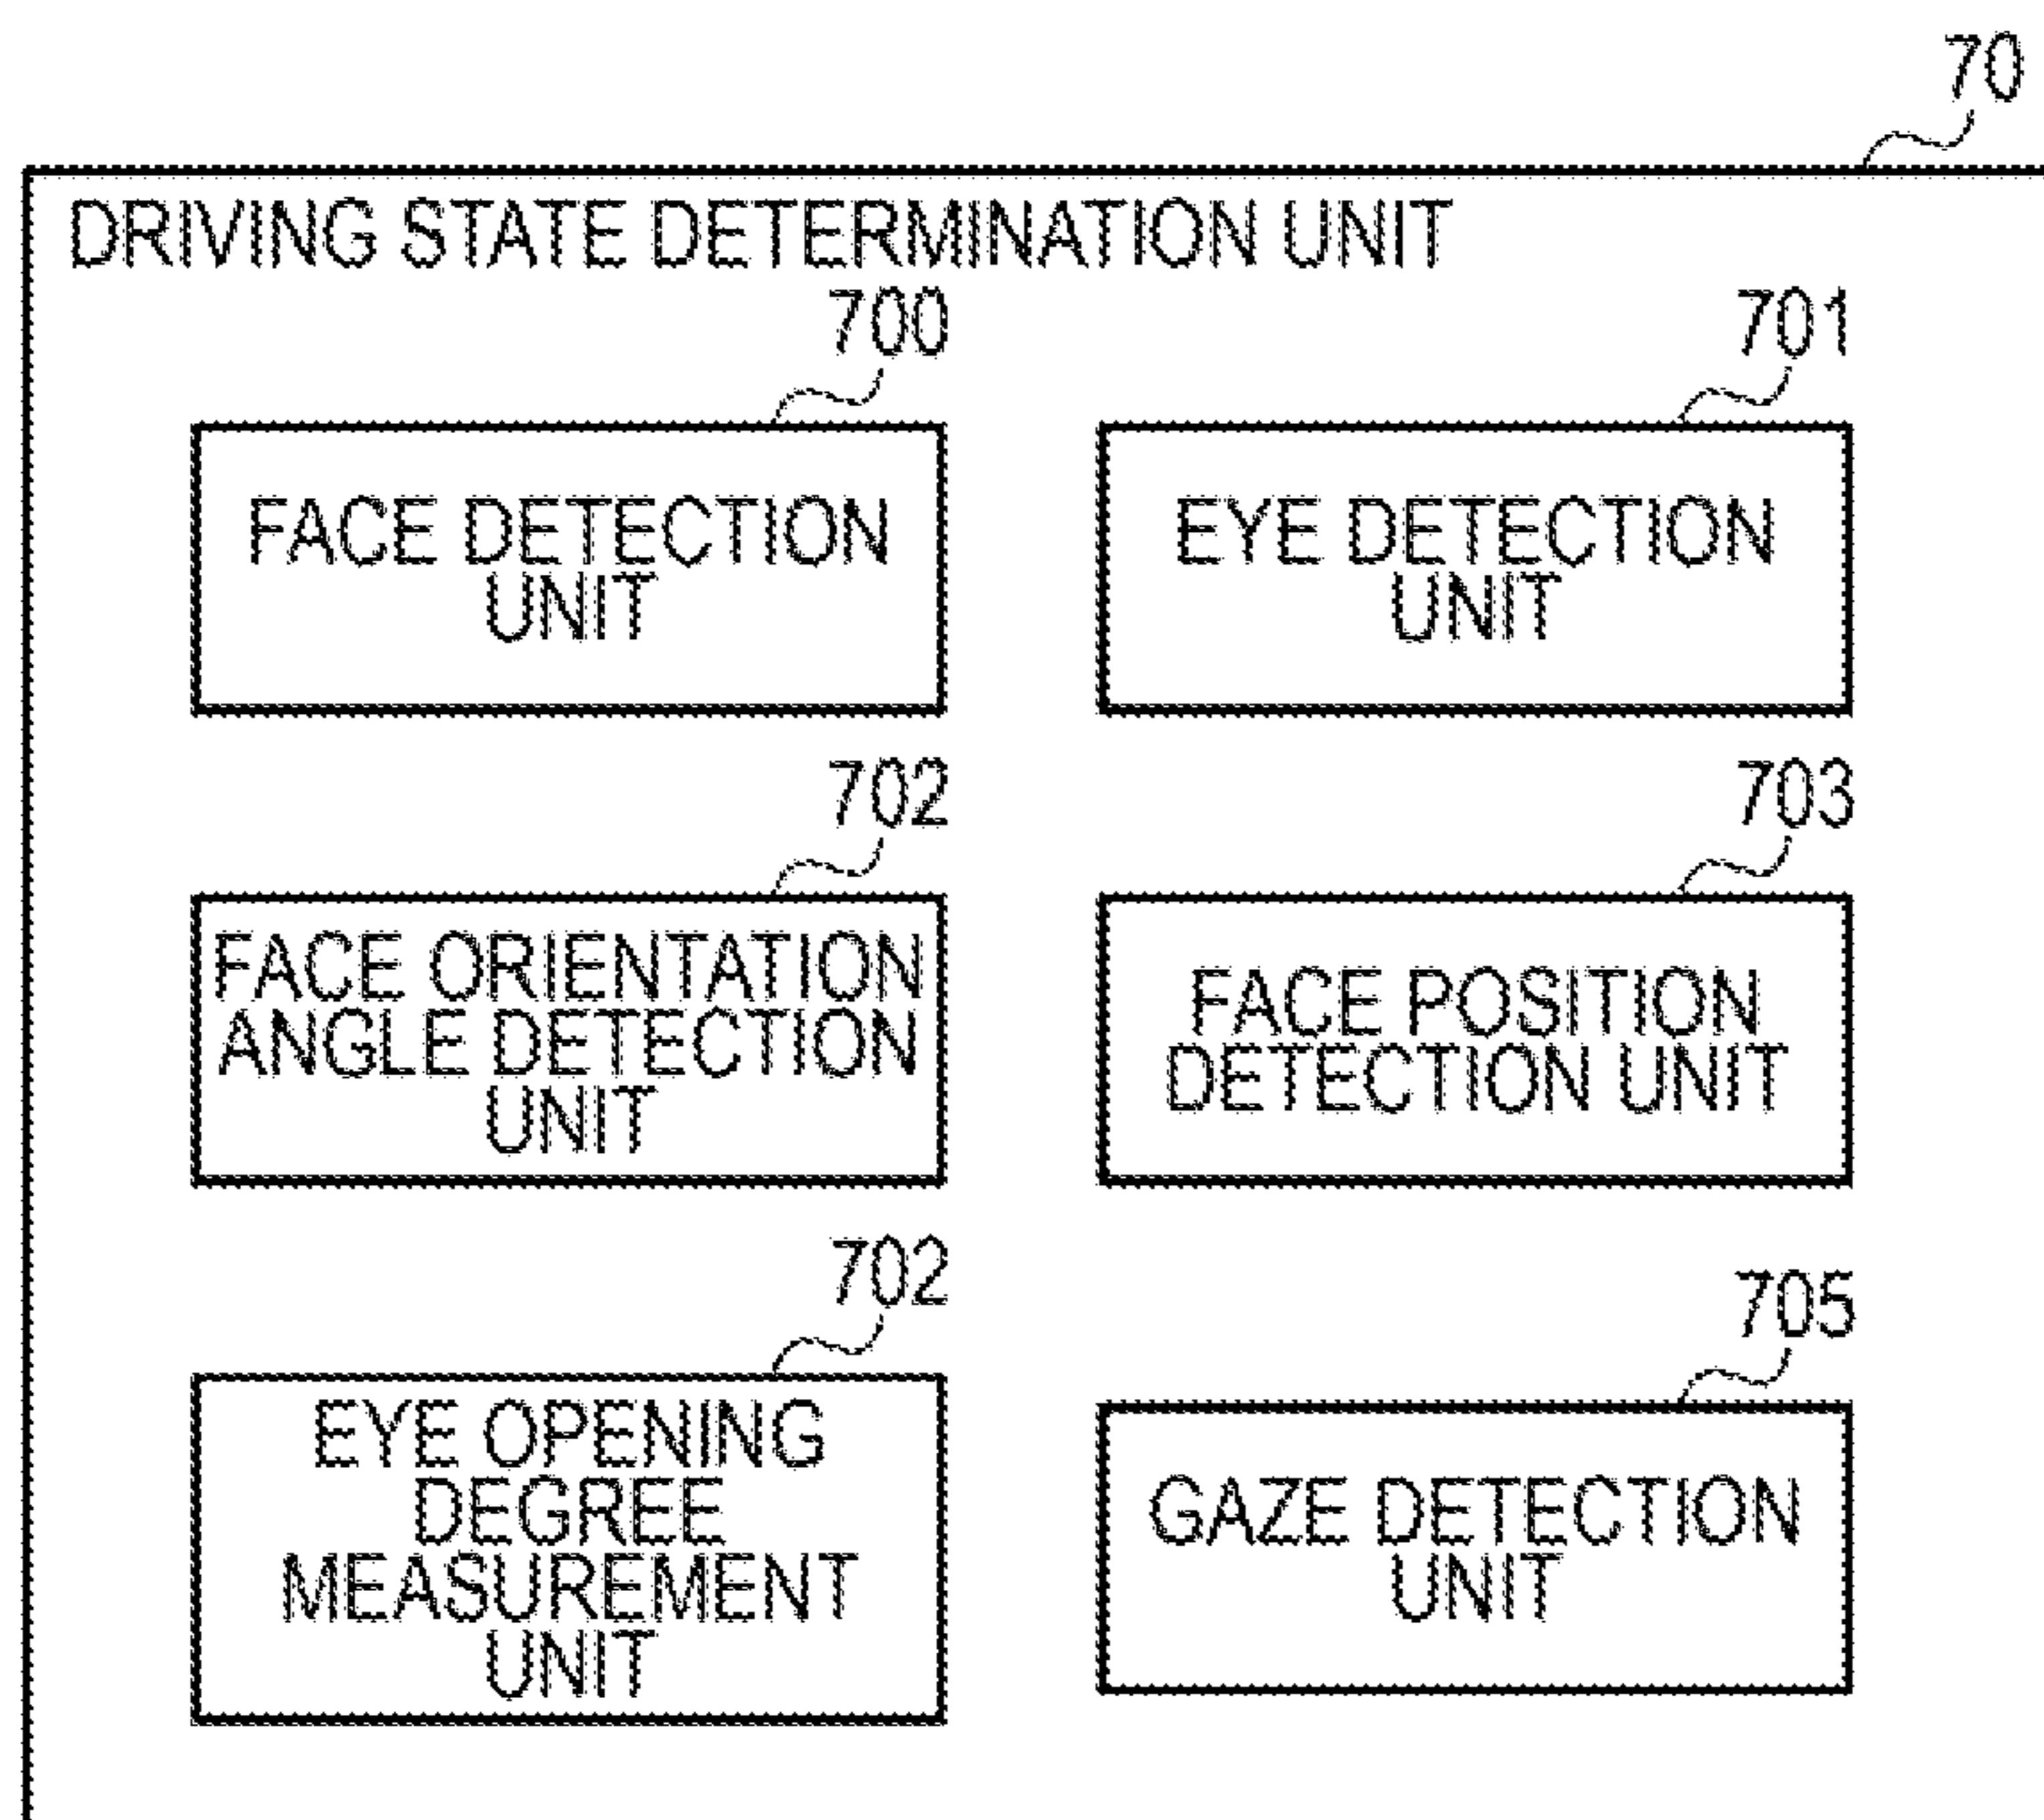 70
DRIVING STATE DETERMINATION UNIT
700
FACE DETECTION
UNIT
701
EYE DETECTION
UNIT
702
FACE ORIENTATION
ANGLE DETECTION
UNIT
703
FACE POSITION
DETECTION UNIT
702
EYE OPENING
DEGREE
MEASUREMENT
UNIT
705
GAZE DETECTION
UNIT